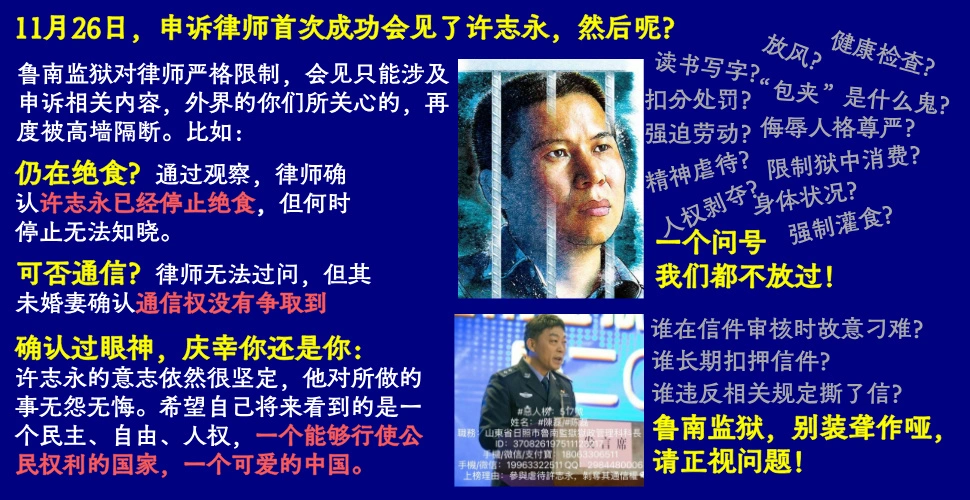 11月26日，申诉律师首次成功会见了许志永，然后呢？
鲁南监狱对律师严格限制，会见只能涉及
申诉相关内容，外界的你们所关心的，再
度被高墙隔断。比如：
仍在绝食？通过观察，律师确
认许志永已经停止绝食，但何时
停止无法知晓。
可否通信？律师无法过问，但其
未婚妻确认通信权没有争取到
确认过眼神，庆幸你还是你：
许志永的意志依然很坚定，他对所做的
事无怨无悔。希望自己将来看到的是一
个民主、自由、人权，一个能够行使公
民权利的国家，一个可爱的中国。
读书写字？
放风？
健康检查？
扣分处罚？
“包夹”是什么鬼？
强迫劳动？
侮辱人格尊严？
精神虐待？
限制狱中消费？
人权剥夺？
身体状况？
强制灌食？
一个问号
我们都不放过！
谁在信件审核时故意刁难？
谁长期扣押信件？
谁违反相关规定撕了信？
鲁南监狱，别装聋作哑，
请正视问题！